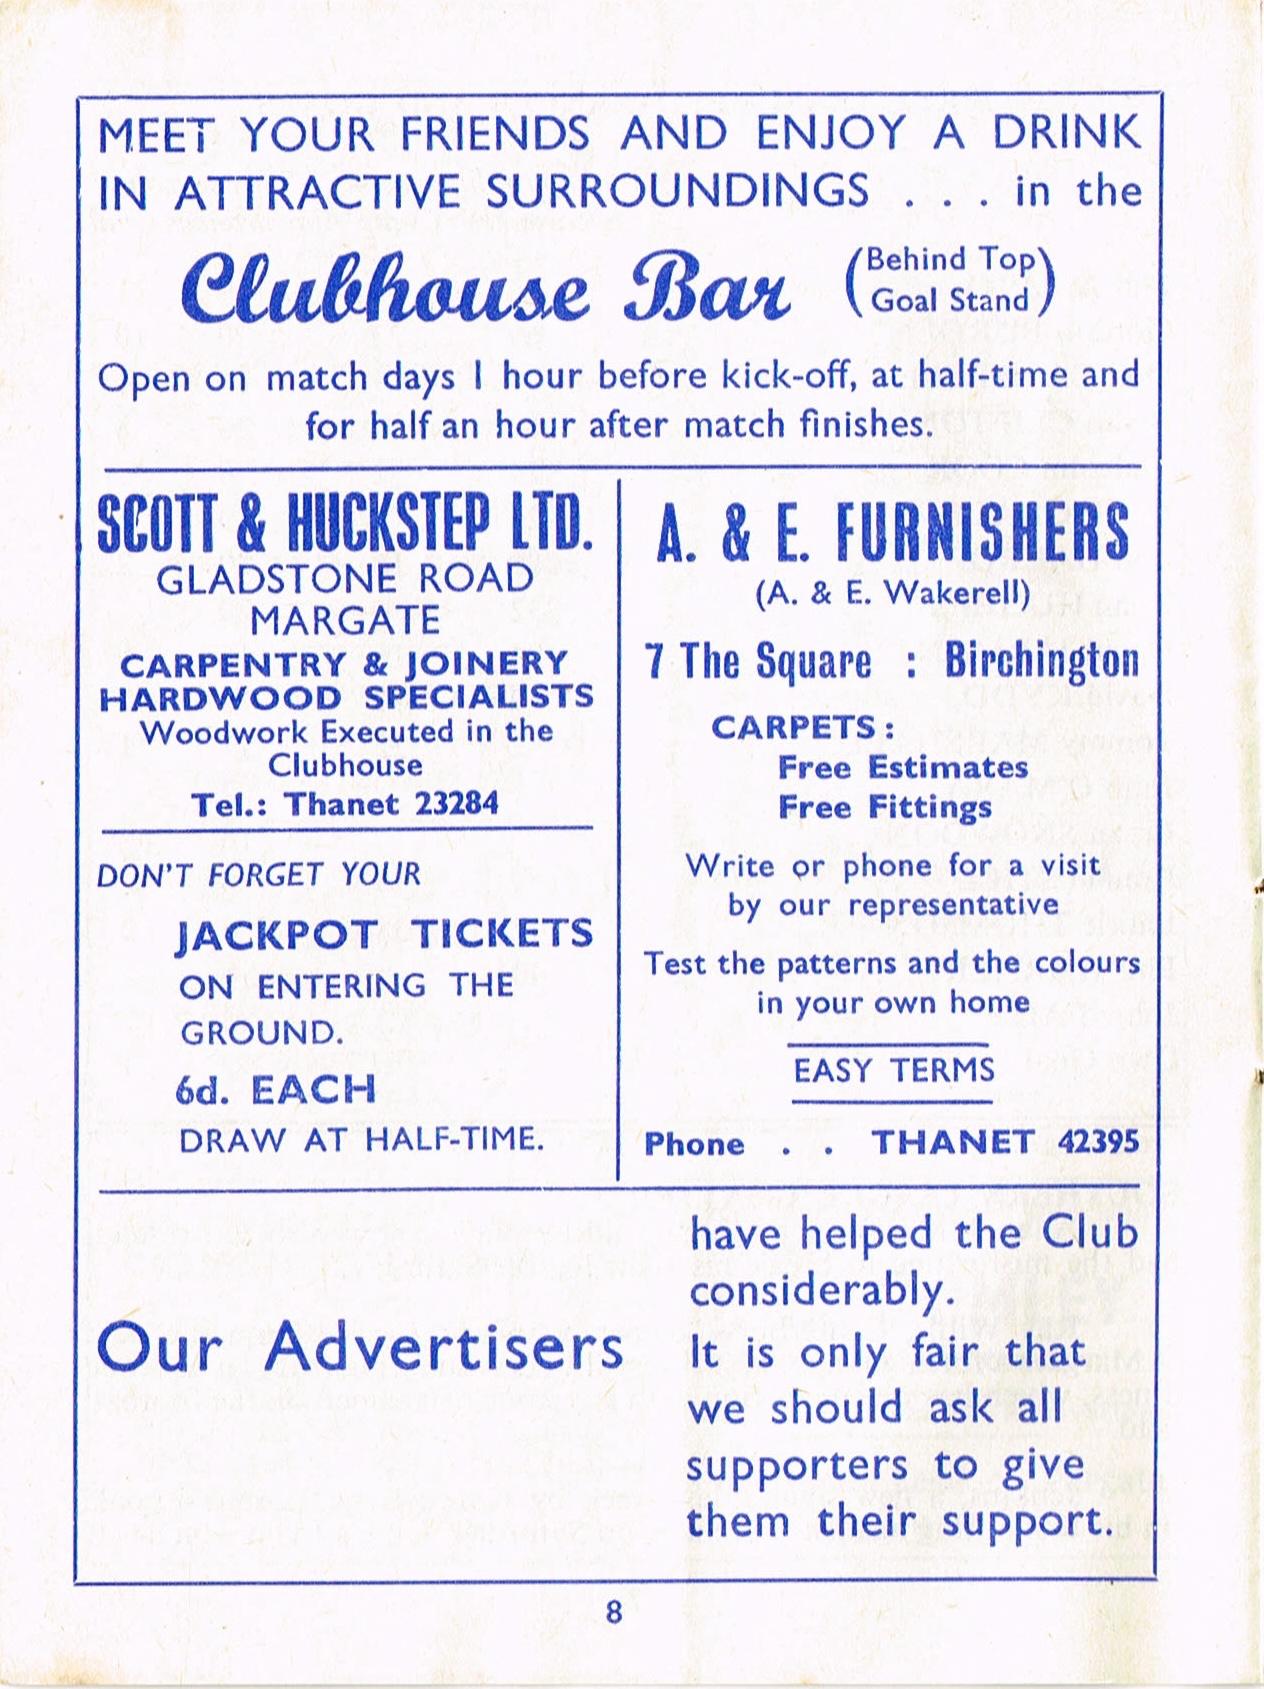 MEET YOUR FRIENDS AND ENJOY A DRINK
IN ATTRACTIVE SURROUNDINGS . . . in the
Clubhouse Bar (Behind Top Goal Stand)
Open on match days 1 hour before kick-off, at half-time and
for half an hour after match finishes.
SCOTT & HUCKSTEP LTD.
GLADSTONE ROAD
MARGATE
CARPENTRY & JOINERY
HARDWOOD SPECIALISTS
Woodwork Executed in the
Clubhouse
Tel.: Thanet 23284
DON'T FORGET YOUR
JACKPOT TICKETS
ON ENTERING THE
GROUND.
6d. EACH
DRAW AT HALF-TIME.
A. & E. FURNISHERS
(A. & E. Wakerell)
7 The Square : Birchington
CARPETS :
Free Estimates
Free Fittings
Write or phone for a visit
by our representative
Test the patterns and the colours
in your own home
EASY TERMS
Phone . . THANET 42395
Our Advertisers
have helped the Club
considerably.
It is only fair that
we should ask all
supporters to give
them their support.
8